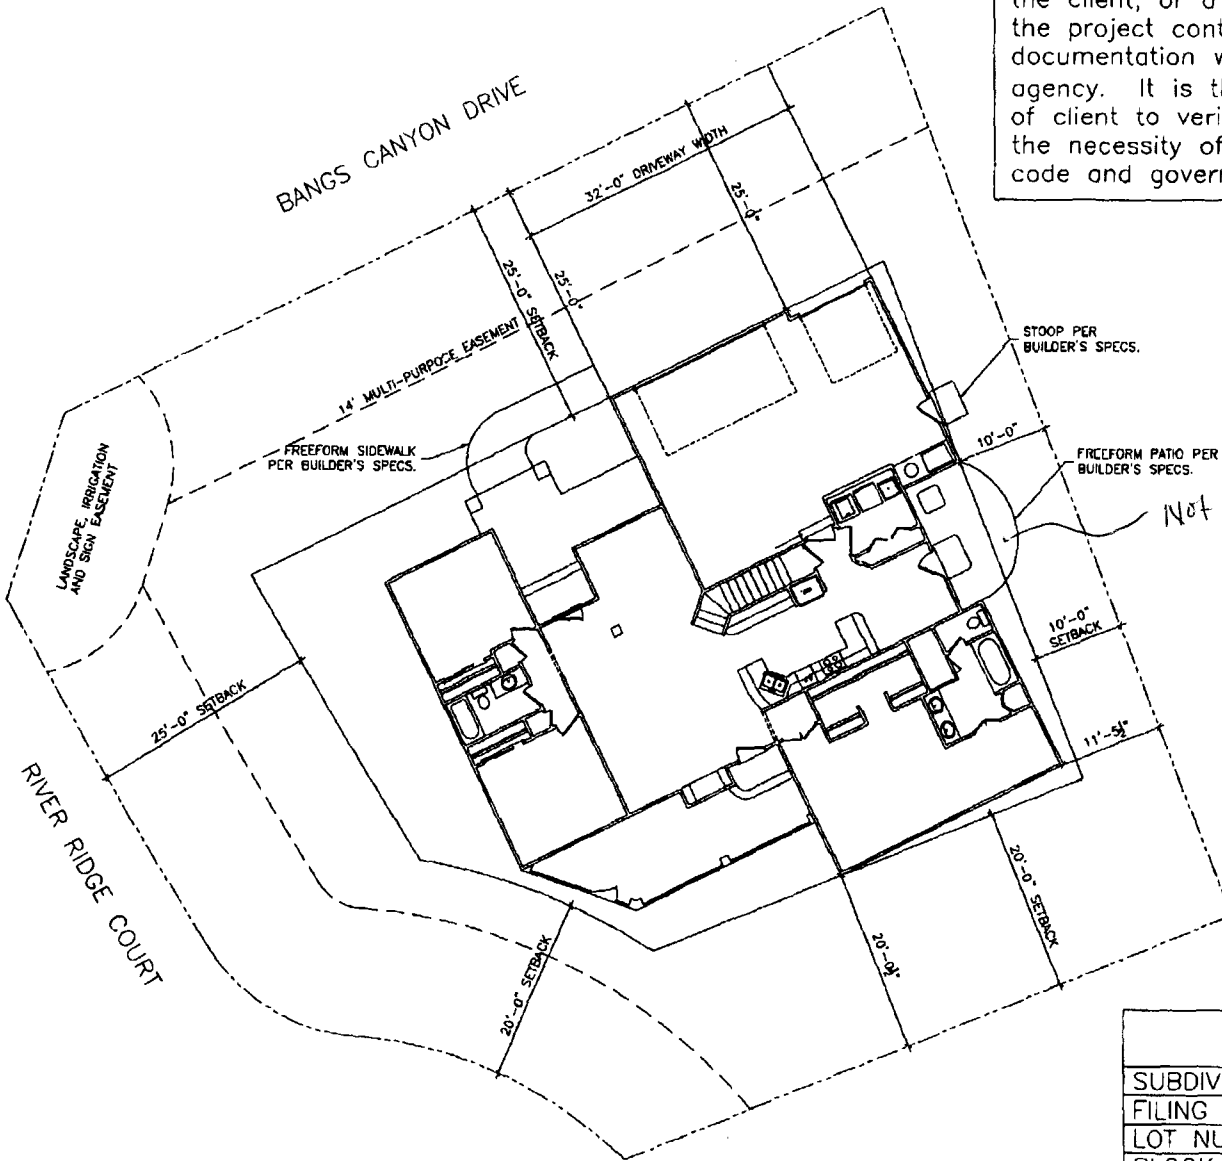 the client, or a
the project cont
documentation w
agency. It is th
of client to veri
the necessity of
code and govern
BANGS CANYON DRIVE
32'-0" DRIVEWAY WIDTH
25'-0"
25'-0" SETBACK
25'-0"
14' MULTI-PURPOSE EASEMENT
STOOP PER
BUILDER'S SPECS.
FREEFORM SIDEWALK
PER BUILDER'S SPECS.
10'-0"
FREEFORM PATIO PER
BUILDER'S SPECS.
Not
LANDSCAPE, IRRIGATION
AND SIGN EASEMENT
10'-0"
SETBACK
25'-0" SETBACK
11'-5½"
RIVER RIDGE COURT
20'-0" SETBACK
20'-0½"
20'-0" SETBACK
SUBDIV
FILING
LOT NU